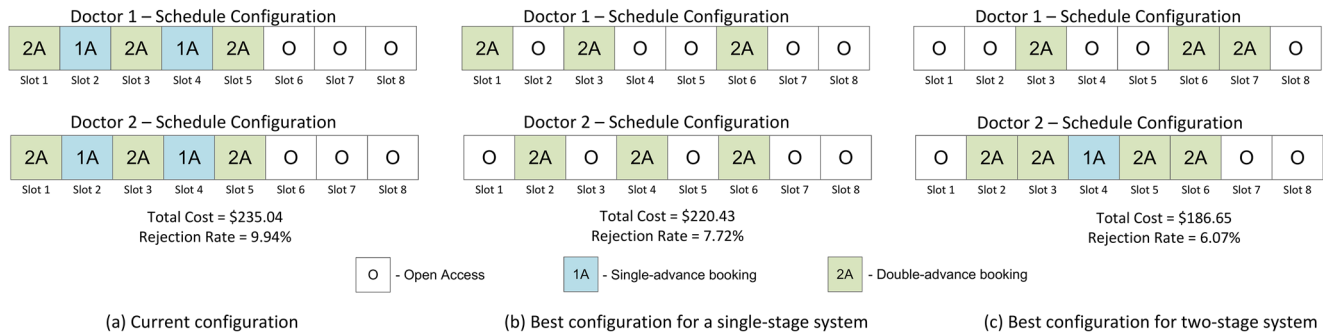 Doctor 1 – Schedule Configuration
2A 1A 2A 1A 2A O O O
Slot 1 Slot 2 Slot 3 Slot 4 Slot 5 Slot 6 Slot 7 Slot 8
Doctor 2 – Schedule Configuration
2A 1A 2A 1A 2A O O O
Slot 1 Slot 2 Slot 3 Slot 4 Slot 5 Slot 6 Slot 7 Slot 8
Total Cost = $235.04
Rejection Rate = 9.94%
Doctor 1 – Schedule Configuration
2A O 2A O O 2A O O
Slot 1 Slot 2 Slot 3 Slot 4 Slot 5 Slot 6 Slot 7 Slot 8
Doctor 2 – Schedule Configuration
O 2A O 2A O 2A O O
Slot 1 Slot 2 Slot 3 Slot 4 Slot 5 Slot 6 Slot 7 Slot 8
Total Cost = $220.43
Rejection Rate = 7.72%
Doctor 1 – Schedule Configuration
O O 2A O O 2A 2A O
Slot 1 Slot 2 Slot 3 Slot 4 Slot 5 Slot 6 Slot 7 Slot 8
Doctor 2 – Schedule Configuration
O 2A 2A 1A 2A 2A O O
Slot 1 Slot 2 Slot 3 Slot 4 Slot 5 Slot 6 Slot 7 Slot 8
Total Cost = $186.65
Rejection Rate = 6.07%
O - Open Access 1A - Single-advance booking 2A - Double-advance booking
(a) Current configuration
(b) Best configuration for a single-stage system
(c) Best configuration for two-stage system